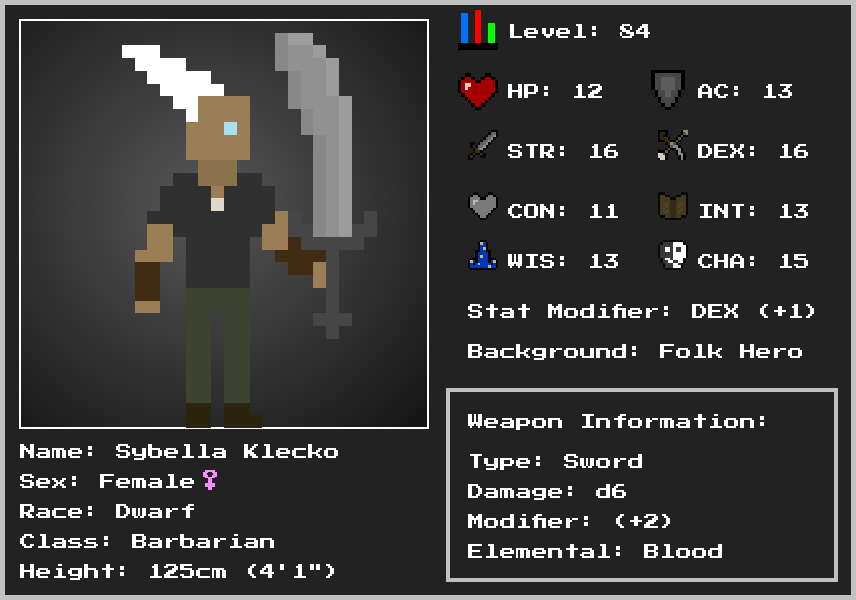 Level: 84
HP: 12
AC: 13
STR: 16
DEX: 16
CON: 11
INT: 13
WIS: 13
CHA: 15
Stat Modifier: DEX (+1)
Background: Folk Hero
Name: Sybella Klecko
Sex: Female♀
Race: Dwarf
Class: Barbarian
Height: 125cm (4'1")
Weapon Information:
Type: Sword
Damage: d6
Modifier: (+2)
Elemental: Blood